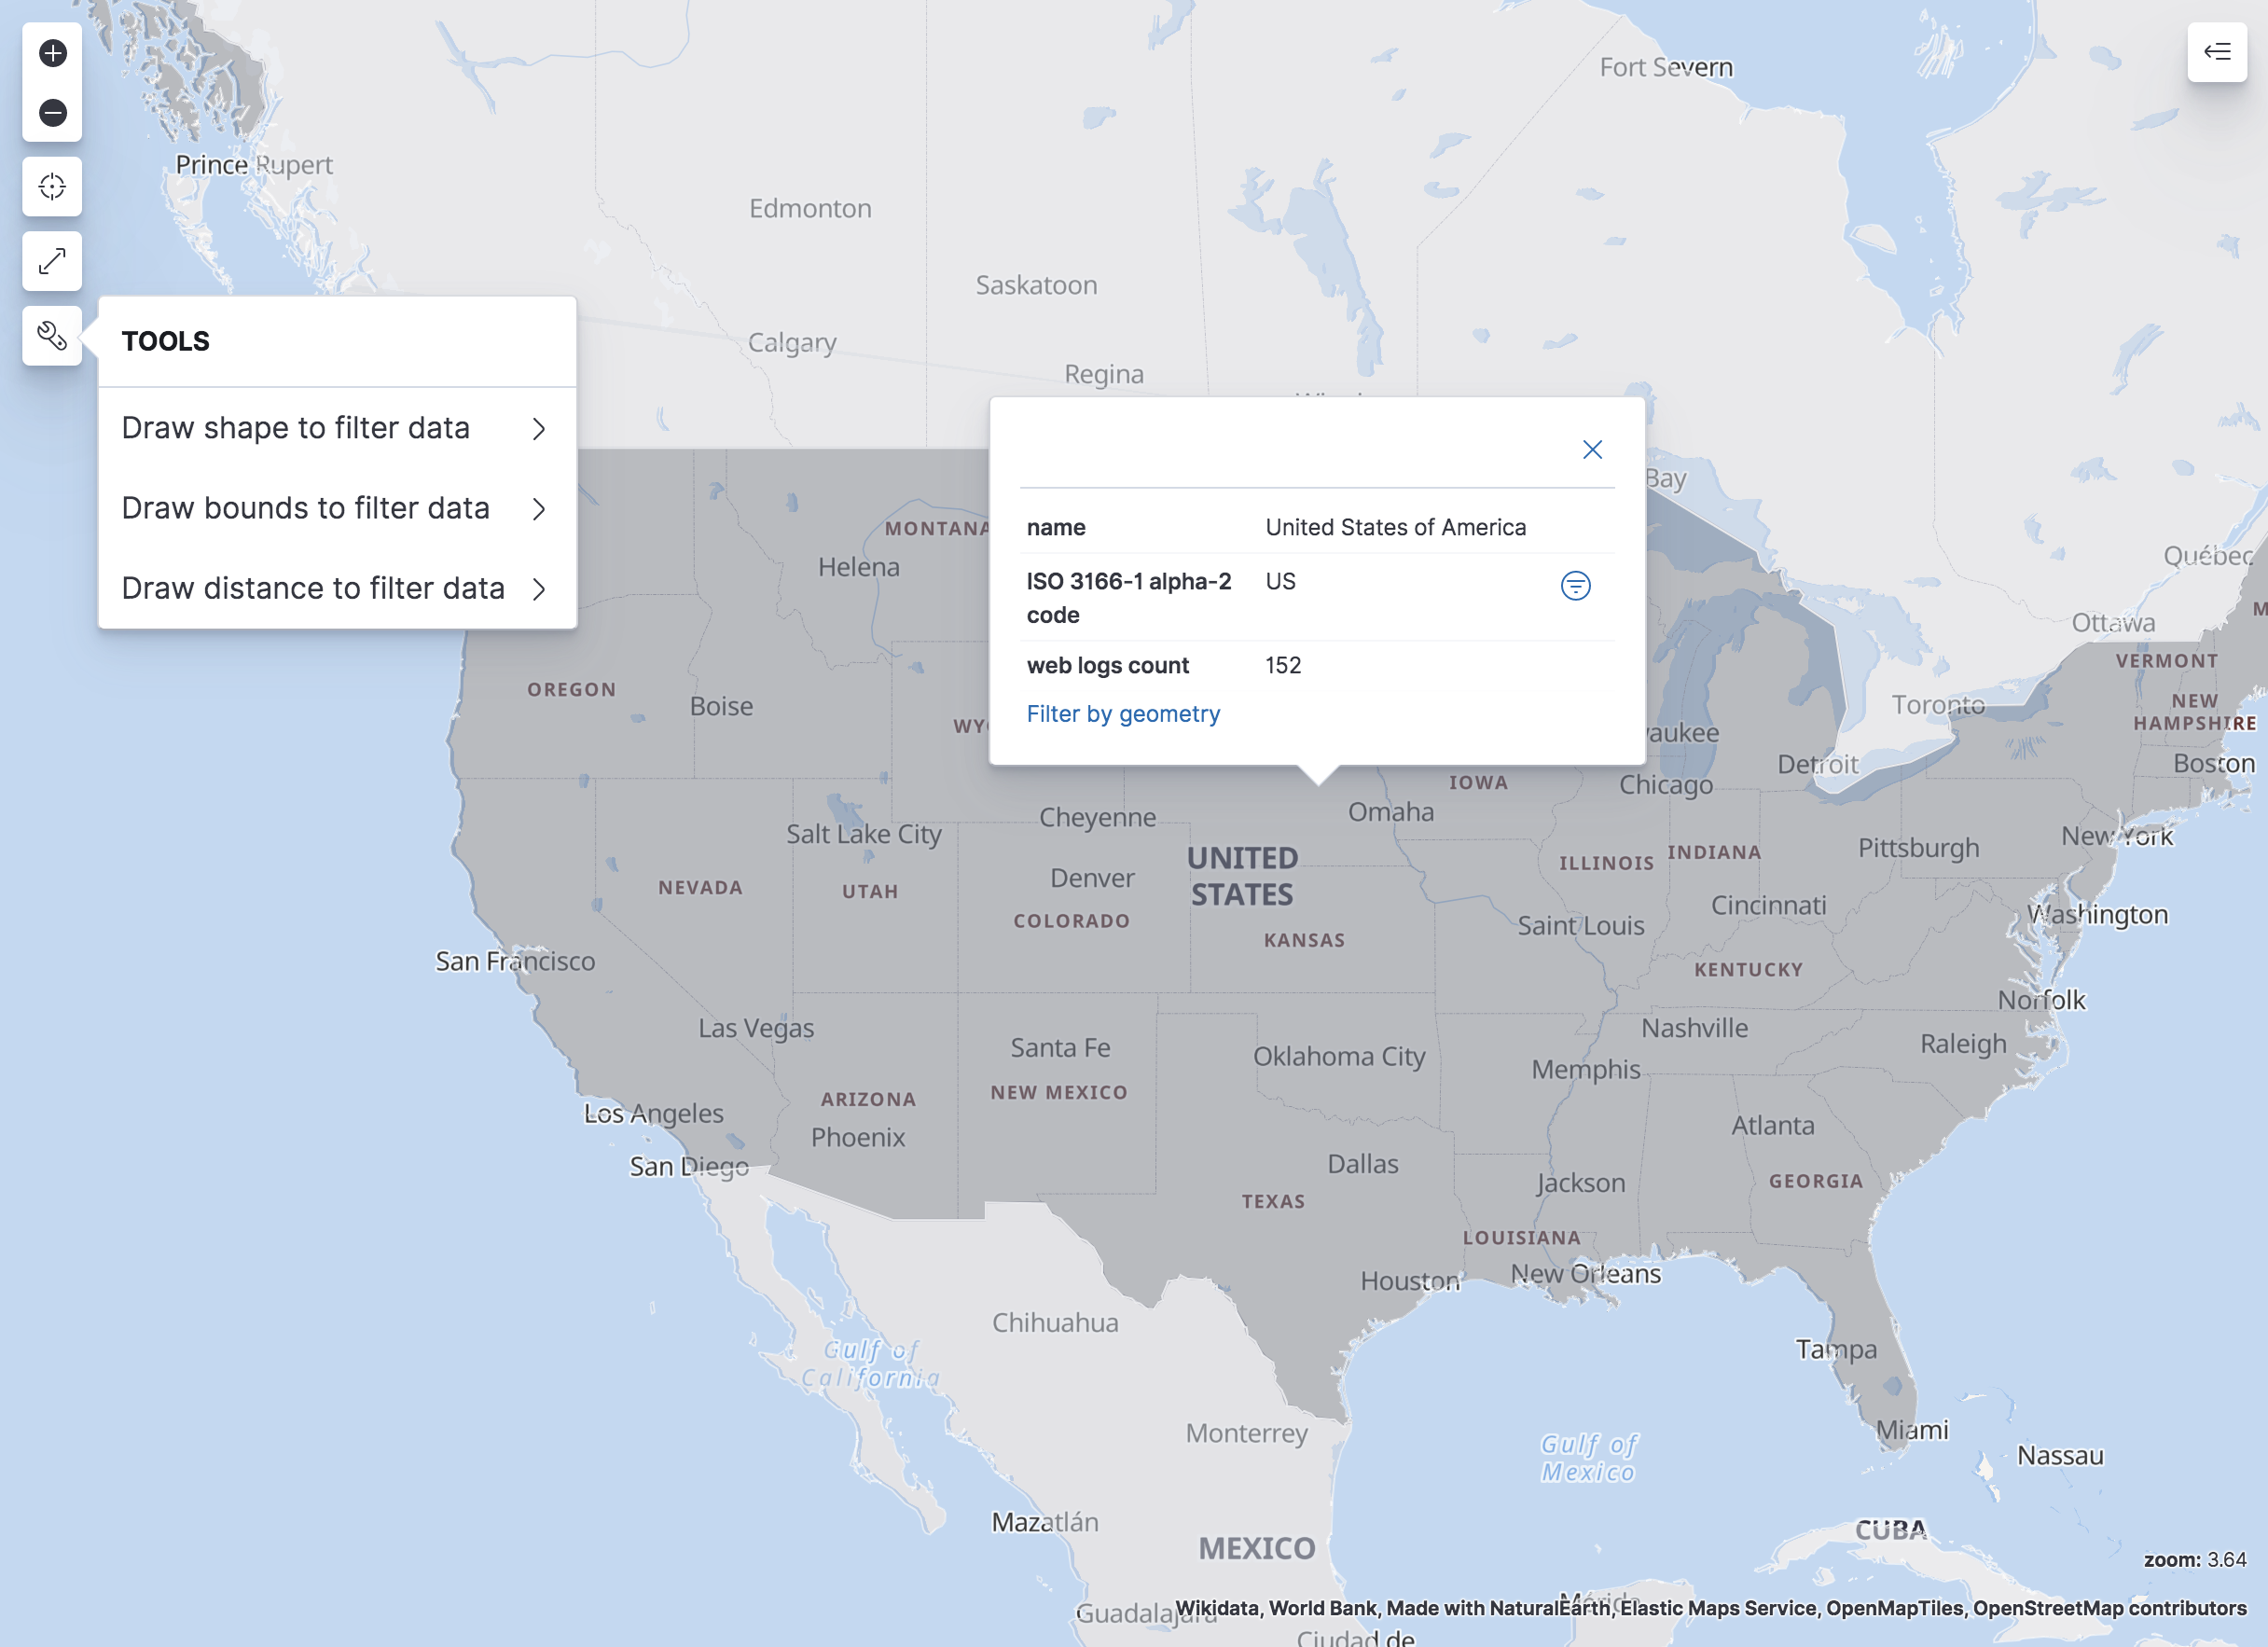 Fort Severn
Prince Rupert
Edmonton
Saskatoon
Calgary
Regina
TOOLS
Draw shape to filter data
Draw bounds to filter data
Draw distance to filter data
name United States of America
ISO 3166-1 alpha-2 US
code
web logs count 152
Filter by geometry
Bay
MONTANA
Helena
Québec
Ottawa
VERMONT
OREGON
Boise
Toronto
NEW
HAMPSHIRE
Detroit
Boston
IOWA
Chicago
Omaha
Cheyenne
Salt Lake City
New York
Pittsburgh
UNITED
STATES
ILLINOIS
INDIANA
Denver
NEVADA
UTAH
COLORADO
KANSAS
Cincinnati
Saint Louis
Washington
San Francisco
KENTUCKY
Norfolk
Las Vegas
Santa Fe
Oklahoma City
Nashville
Raleigh
Memphis
ARIZONA
NEW MEXICO
Los Angeles
Phoenix
Atlanta
San Diego
Dallas
Jackson
GEORGIA
TEXAS
LOUISIANA
Houston
New Orleans
Chihuahua
Gulf of
California
Tampa
Monterrey
Miami
Gulf of
Mexico
Nassau
Mazatlán
MEXICO
CUBA
zoom: 3.64
Mérida
Guadalajara
Wikidata, World Bank, Made with NaturalEarth, Elastic Maps Service, OpenMapTiles, OpenStreetMap contributors
Ciudad de